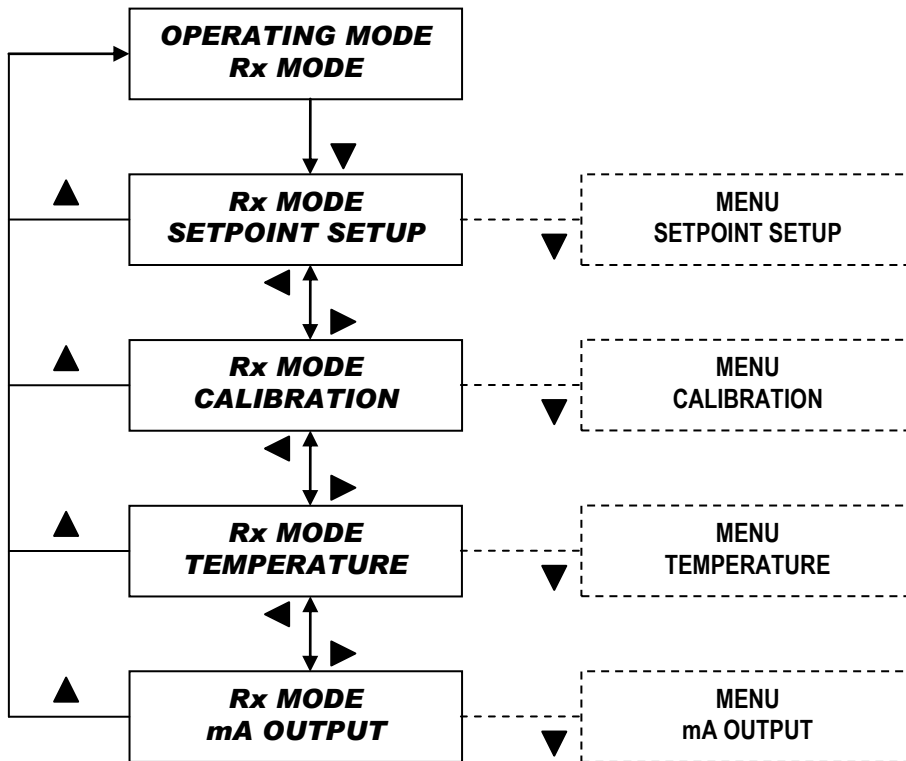 OPERATING MODE
Rx MODE
Rx MODE
SETPOINT SETUP
MENU
SETPOINT SETUP
Rx MODE
CALIBRATION
MENU
CALIBRATION
Rx MODE
TEMPERATURE
MENU
TEMPERATURE
Rx MODE
mA OUTPUT
MENU
mA OUTPUT